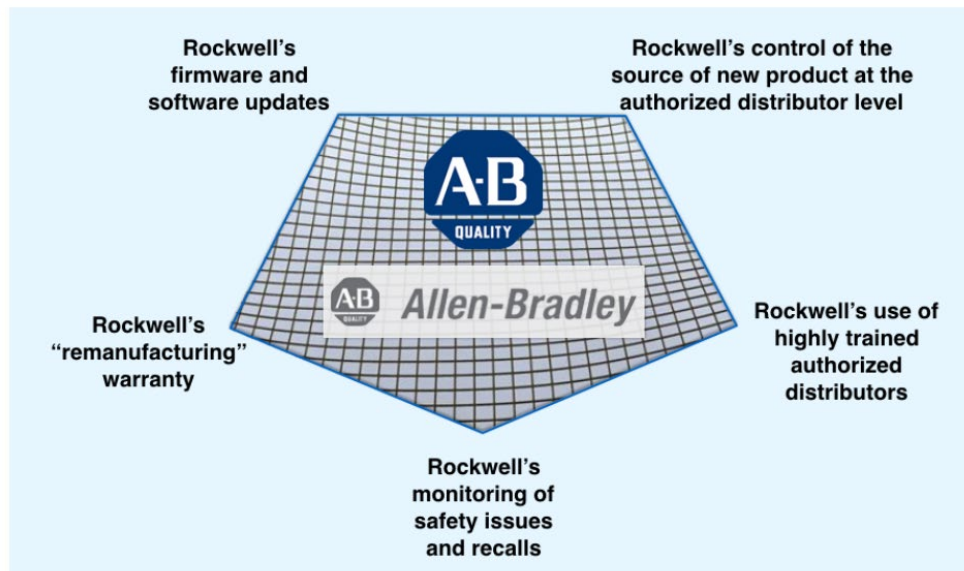 Rockwell’s
firmware and
software updates
Rockwell’s control of the
source of new product at the
authorized distributor level
A-B
QUALITY
A-B
QUALITY
Allen-Bradley
Rockwell’s
“remanufacturing”
warranty
Rockwell’s use of
highly trained
authorized
distributors
Rockwell’s
monitoring of
safety issues
and recalls